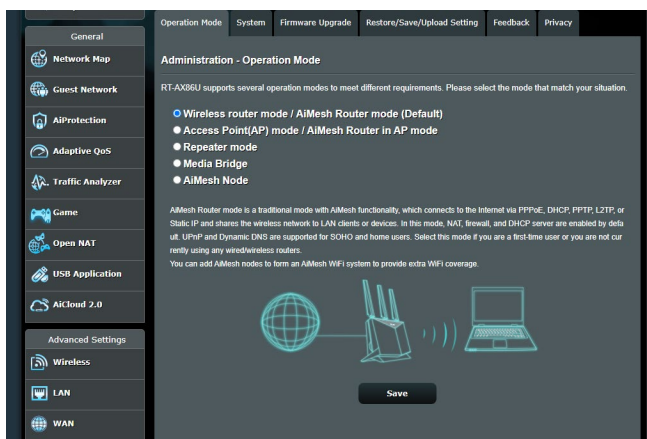 Operation Mode System Firmware Upgrade Restore/Save/Upload Setting Feedback Privacy
General
Network Map
Guest Network
AiProtection
Adaptive QoS
Traffic Analyzer
Game
Open NAT
USB Application
AiCloud 2.0
Advanced Settings
Wireless
LAN
WAN
Administration - Operation Mode
RT-AX86U supports several operation modes to meet different requirements. Please select the mode that match your situation.
Wireless router mode / AiMesh Router mode (Default)
Access Point(AP) mode / AiMesh Router in AP mode
Repeater mode
Media Bridge
AiMesh Node
AiMesh Router mode is a traditional mode with AiMesh functionality, which connects to the Internet via PPPoE, DHCP, PPTP, L2TP, or
Static IP and shares the wireless network to LAN clients or devices. In this mode, NAT, firewall, and DHCP server are enabled by defa
ult. UPnP and Dynamic DNS are supported for SOHO and home users. Select this mode if you are a first-time user or you are not cur
rently using any wired/wireless routers.
You can add AiMesh nodes to form an AiMesh WiFi system to provide extra WiFi coverage.
Save